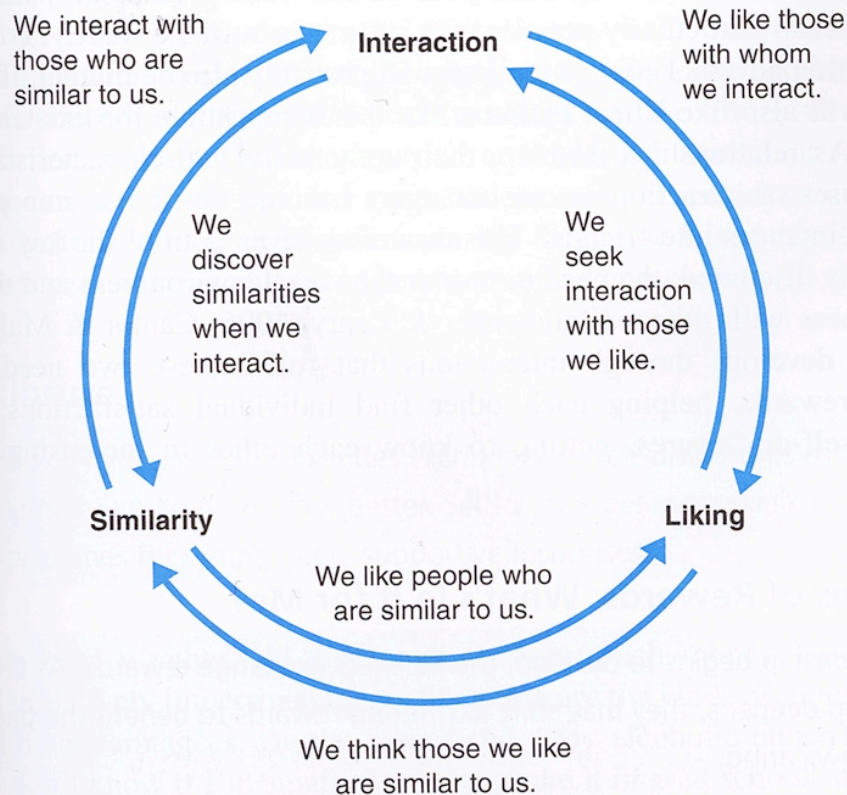 We interact with
those who are
similar to us.
Interaction
We like those
with whom
we interact.
We
discover
similarities
when we
interact.
We
seek
interaction
with those
we like.
Similarity
Liking
We like people who
are similar to us.
We think those we like
are similar to us.